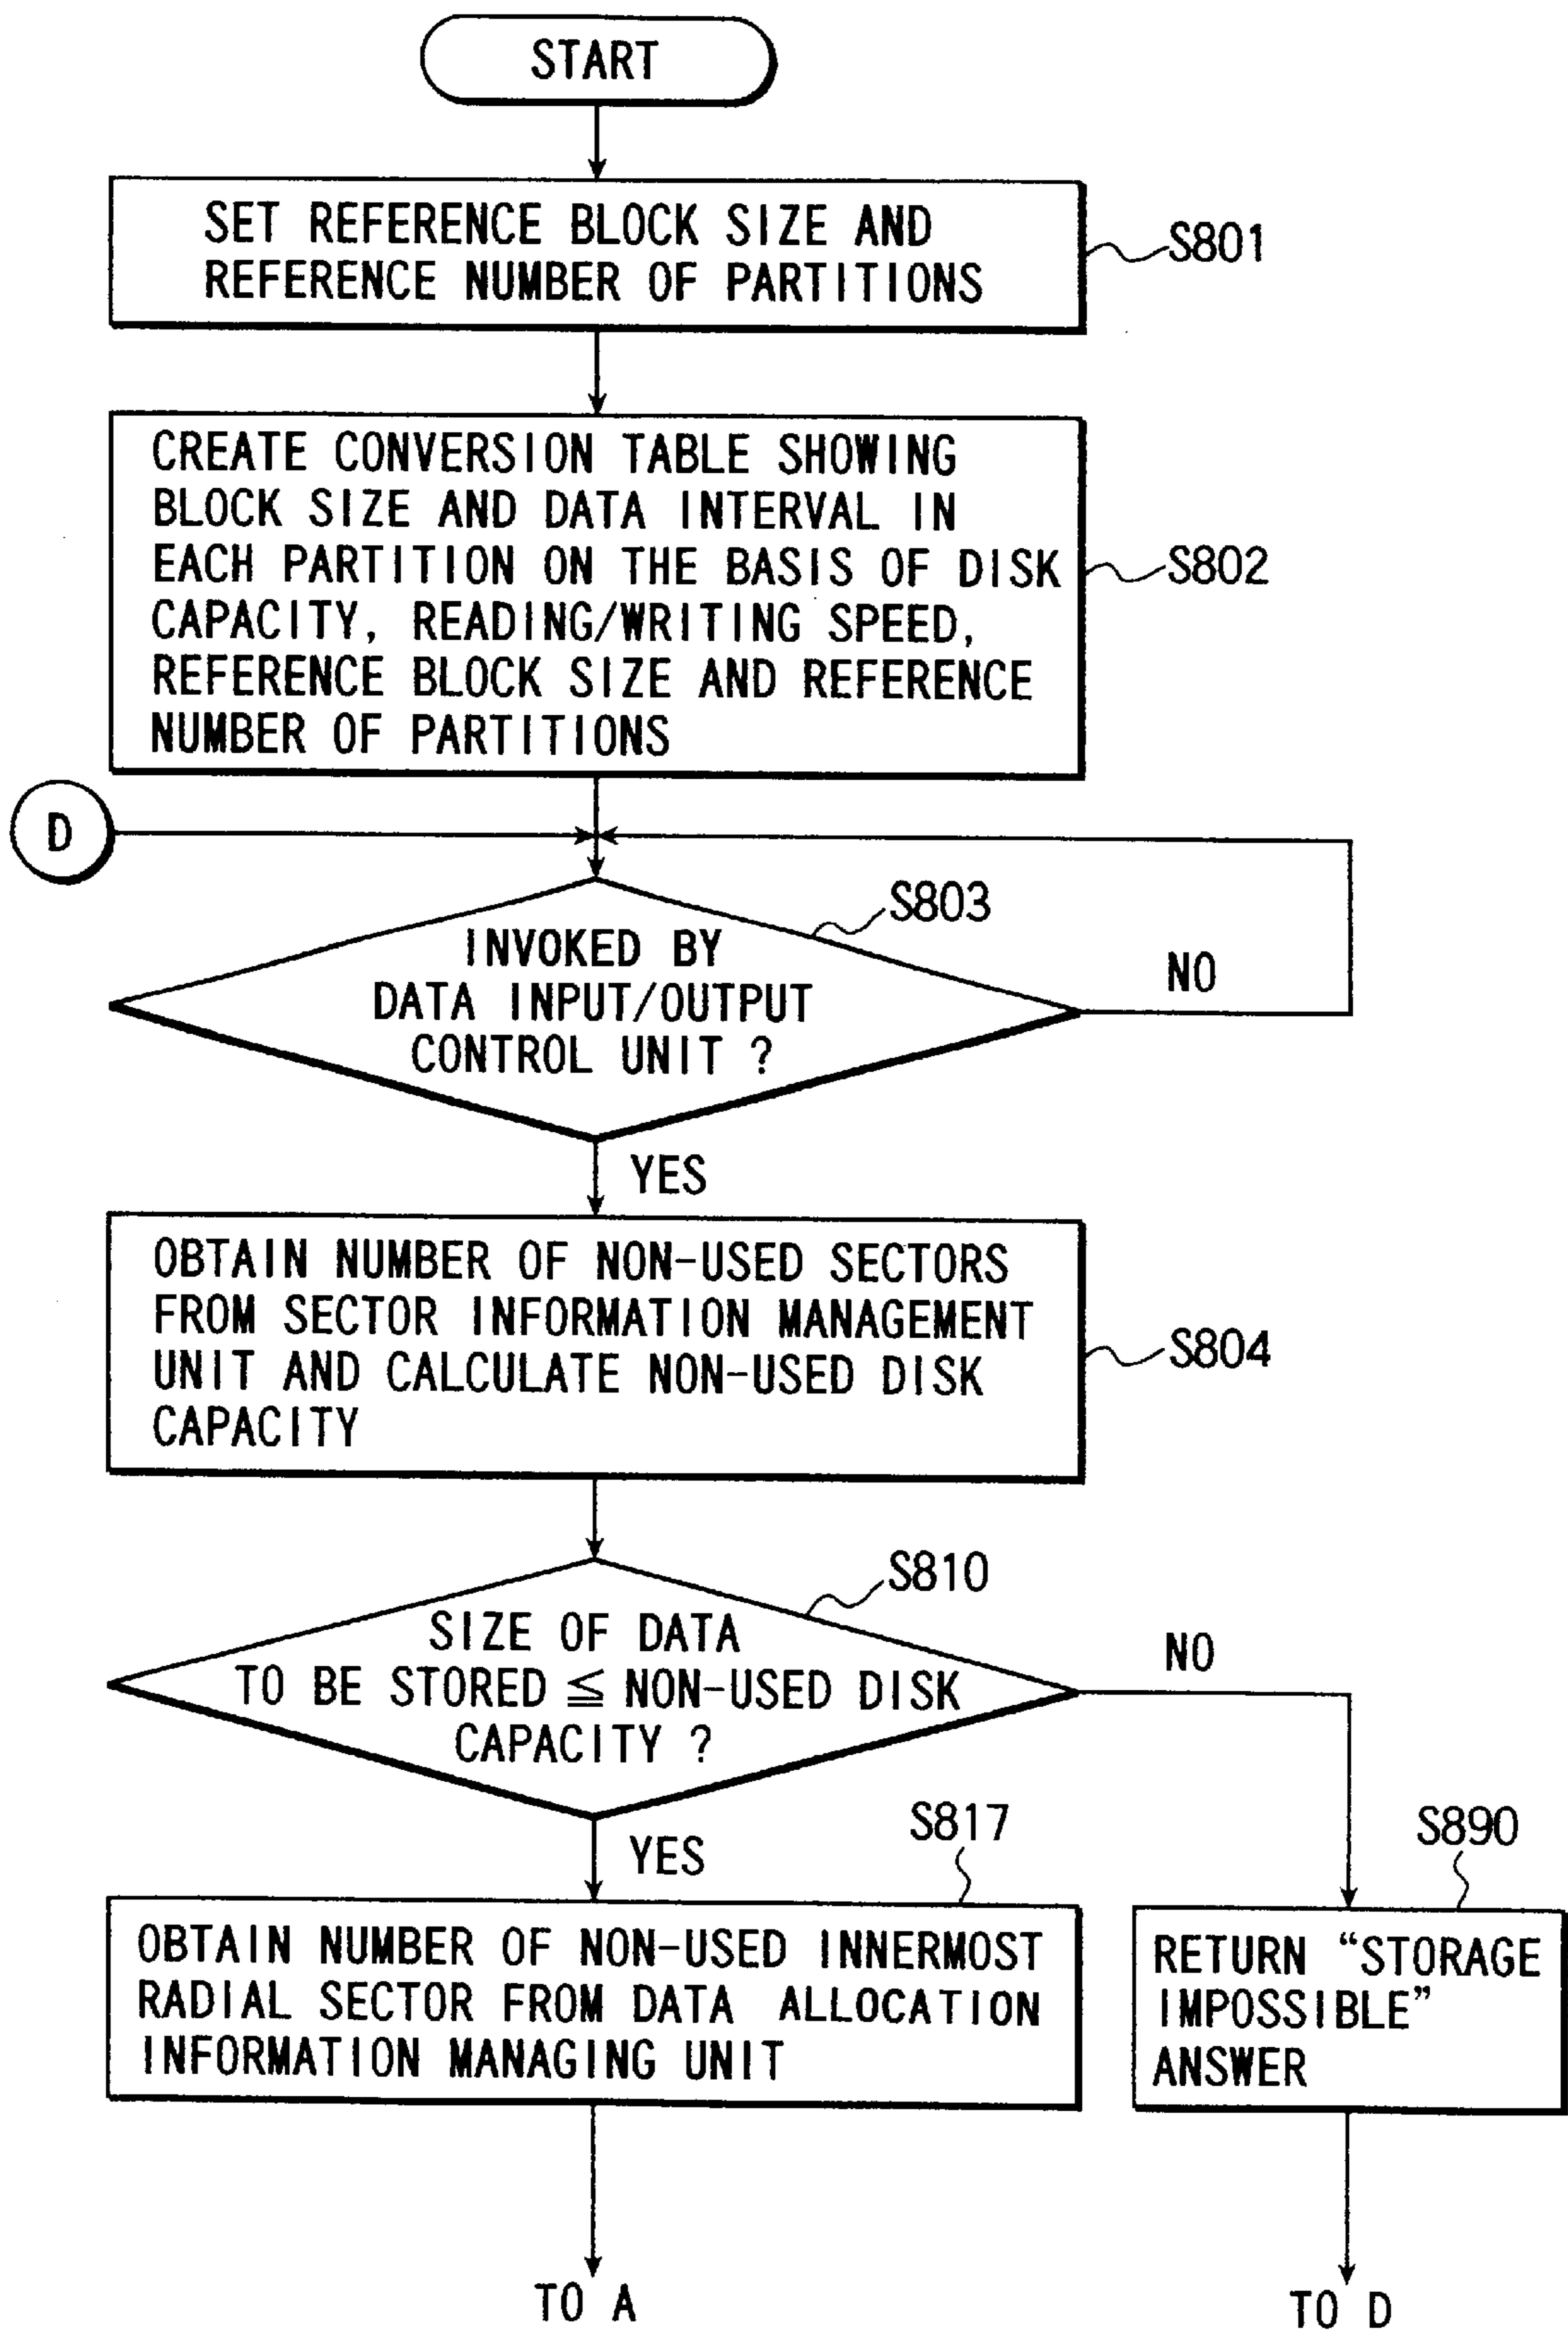 START
SET REFERENCE BLOCK SIZE AND
REFERENCE NUMBER OF PARTITIONS
S801
CREATE CONVERSION TABLE SHOWING
BLOCK SIZE AND DATA INTERVAL IN
EACH PARTITION ON THE BASIS OF DISK
CAPACITY, READING/WRITING SPEED,
REFERENCE BLOCK SIZE AND REFERENCE
NUMBER OF PARTITIONS
S802
D
S803
INVOKED BY
DATA INPUT/OUTPUT
CONTROL UNIT ?
NO
YES
OBTAIN NUMBER OF NON-USED SECTORS
FROM SECTOR INFORMATION MANAGEMENT
UNIT AND CALCULATE NON-USED DISK
CAPACITY
S804
S810
SIZE OF DATA
TO BE STORED ≦ NON-USED DISK
CAPACITY ?
NO
YES
S817
OBTAIN NUMBER OF NON-USED INNERMOST
RADIAL SECTOR FROM DATA ALLOCATION
INFORMATION MANAGING UNIT
S890
RETURN “STORAGE
IMPOSSIBLE”
ANSWER
TO A
TO D